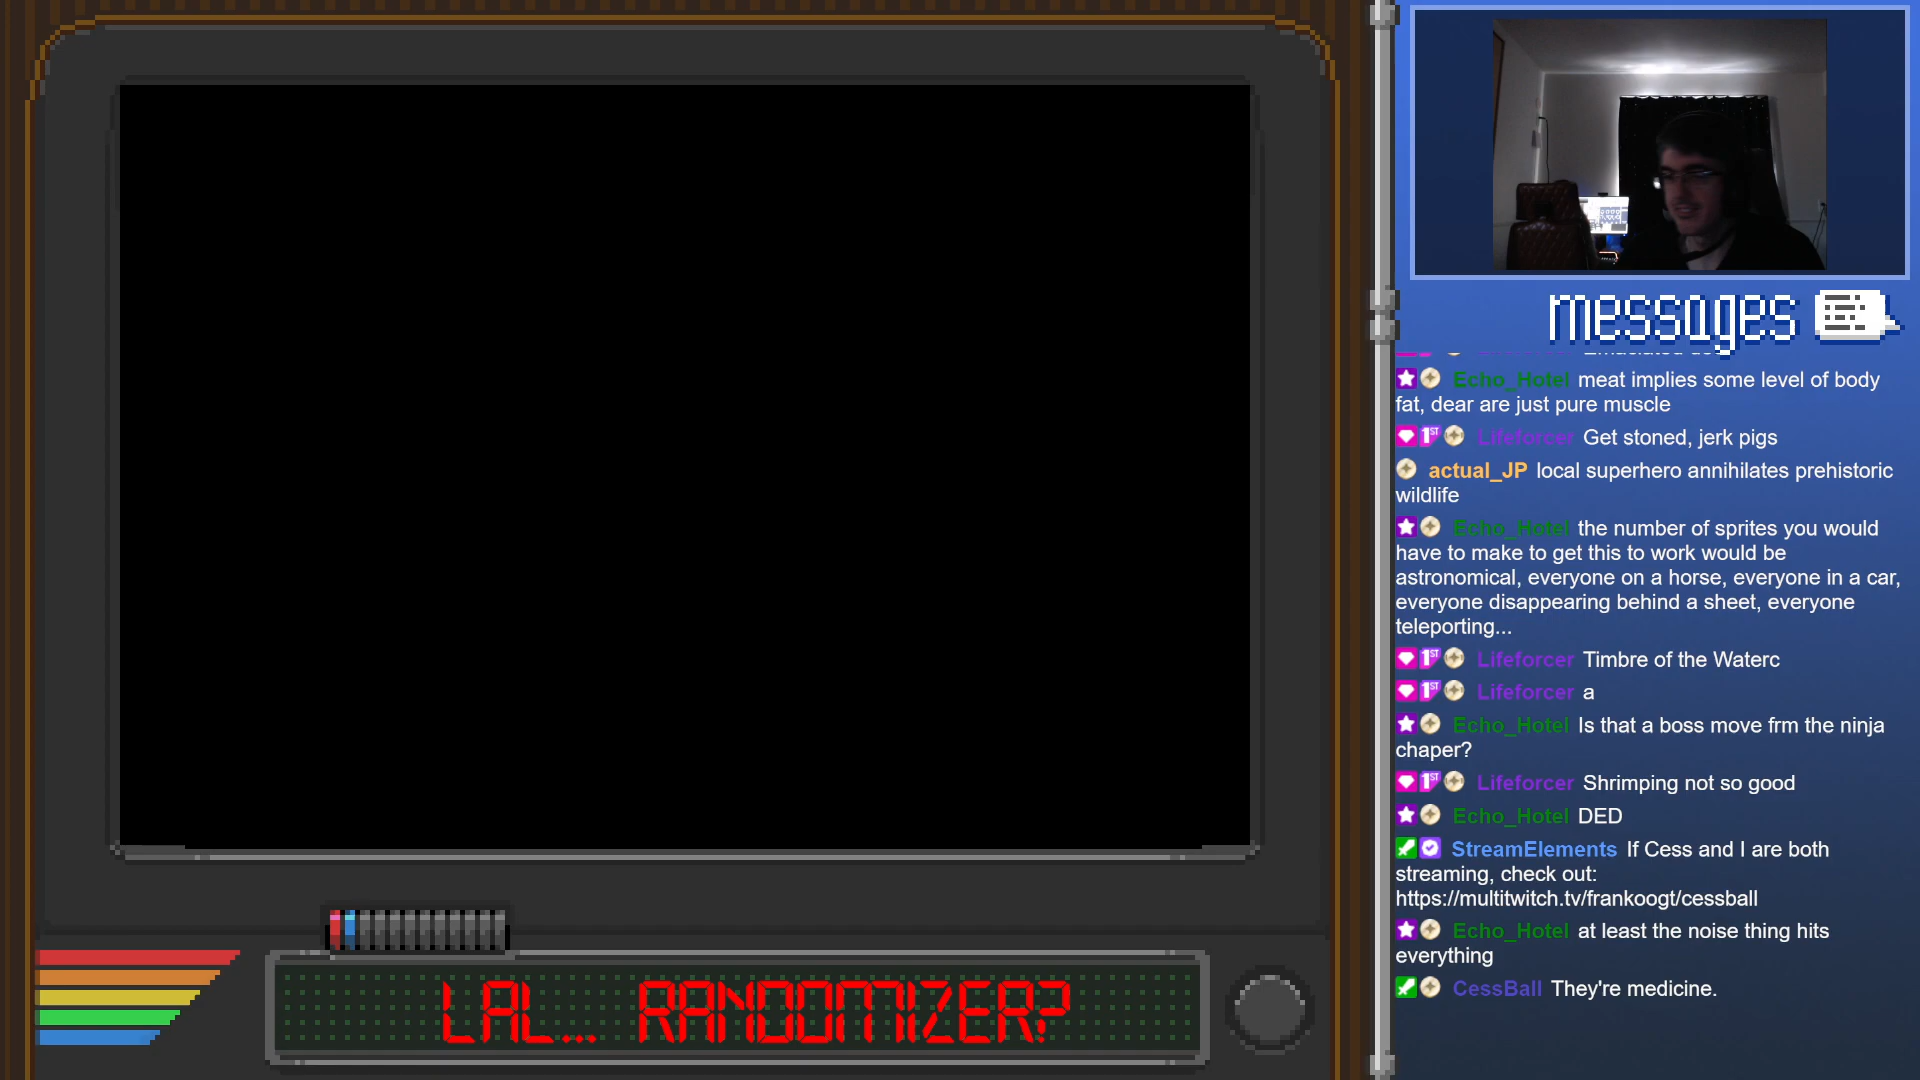 messages
Echo_Hotel meat implies some level of body
fat, dear are just pure muscle
1ST Lifeforcer Get stoned, jerk pigs
actual_JP local superhero annihilates prehistoric
wildlife
Echo_Hotel the number of sprites you would
have to make to get this to work would be
astronomical, everyone on a horse, everyone in a car,
everyone disappearing behind a sheet, everyone
teleporting...
1ST Lifeforcer Timbre of the Waterc
1ST Lifeforcer a
Echo_Hotel Is that a boss move frm the ninja
chaper?
1ST Lifeforcer Shrimping not so good
Echo_Hotel DED
StreamElements If Cess and I are both
streaming, check out:
https://multitwitch.tv/frankoogt/cessball
Echo_Hotel at least the noise thing hits
everything
CessBall They're medicine.
LAL... RANDOMIZER?